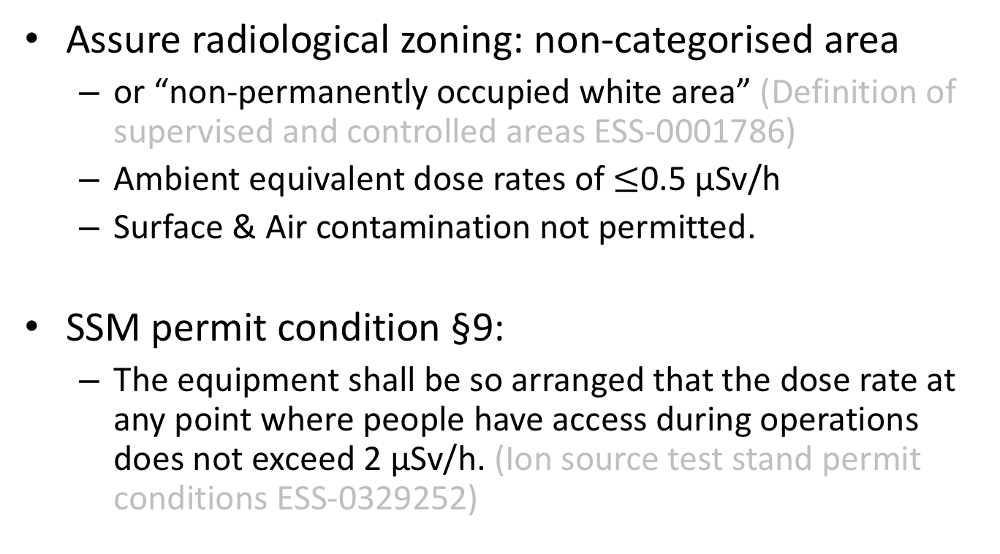 • Assure radiological zoning: non-categorised area
– or “non-permanently occupied white area” (Definition of
supervised and controlled areas ESS-0001786)
– Ambient equivalent dose rates of ≤0.5 µSv/h
– Surface & Air contamination not permitted.
• SSM permit condition §9:
– The equipment shall be so arranged that the dose rate at
any point where people have access during operations
does not exceed 2 µSv/h. (Ion source test stand permit
conditions ESS-0329252)